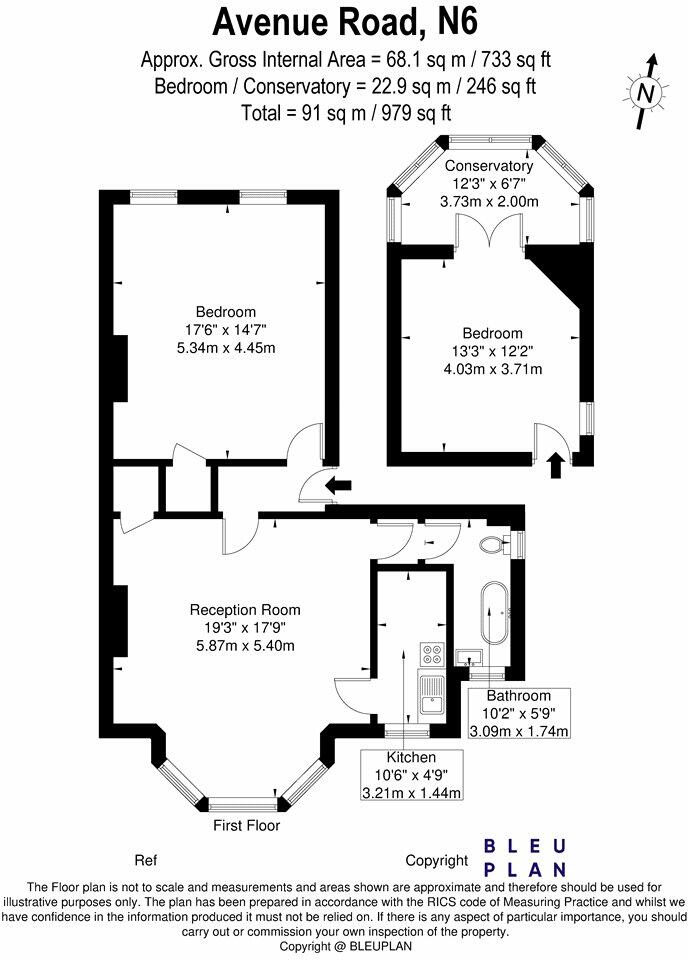 Avenue Road, N6
Approx. Gross Internal Area = 68.1 sq m / 733 sq ft
Bedroom / Conservatory = 22.9 sq m / 246 sq ft
Total = 91 sq m / 979 sq ft
N
Conservatory
12'3" x 6'7"
3.73m x 2.00m
Bedroom
17'6" x 14'7"
5.34m x 4.45m
Bedroom
13'3" x 12'2"
4.03m x 3.71m
Reception Room
19'3" x 17'9"
5.87m x 5.40m
Bathroom
10'2" x 5'9"
3.09m x 1.74m
Kitchen
10'6" x 4'9"
3.21m x 1.44m
First Floor
Ref
Copyright
BLEU
PLAN
The Floor plan is not to scale and measurements and areas shown are approximate and therefore should be used for
illustrative purposes only. The plan has been prepared in accordance with the RICS code of Measuring Practice and whilst we
have confidence in the information produced it must not be relied on. If there is any aspect of particular importance, you should
carry out or commission your own inspection of the property.
Copyright @ BLEUPLAN